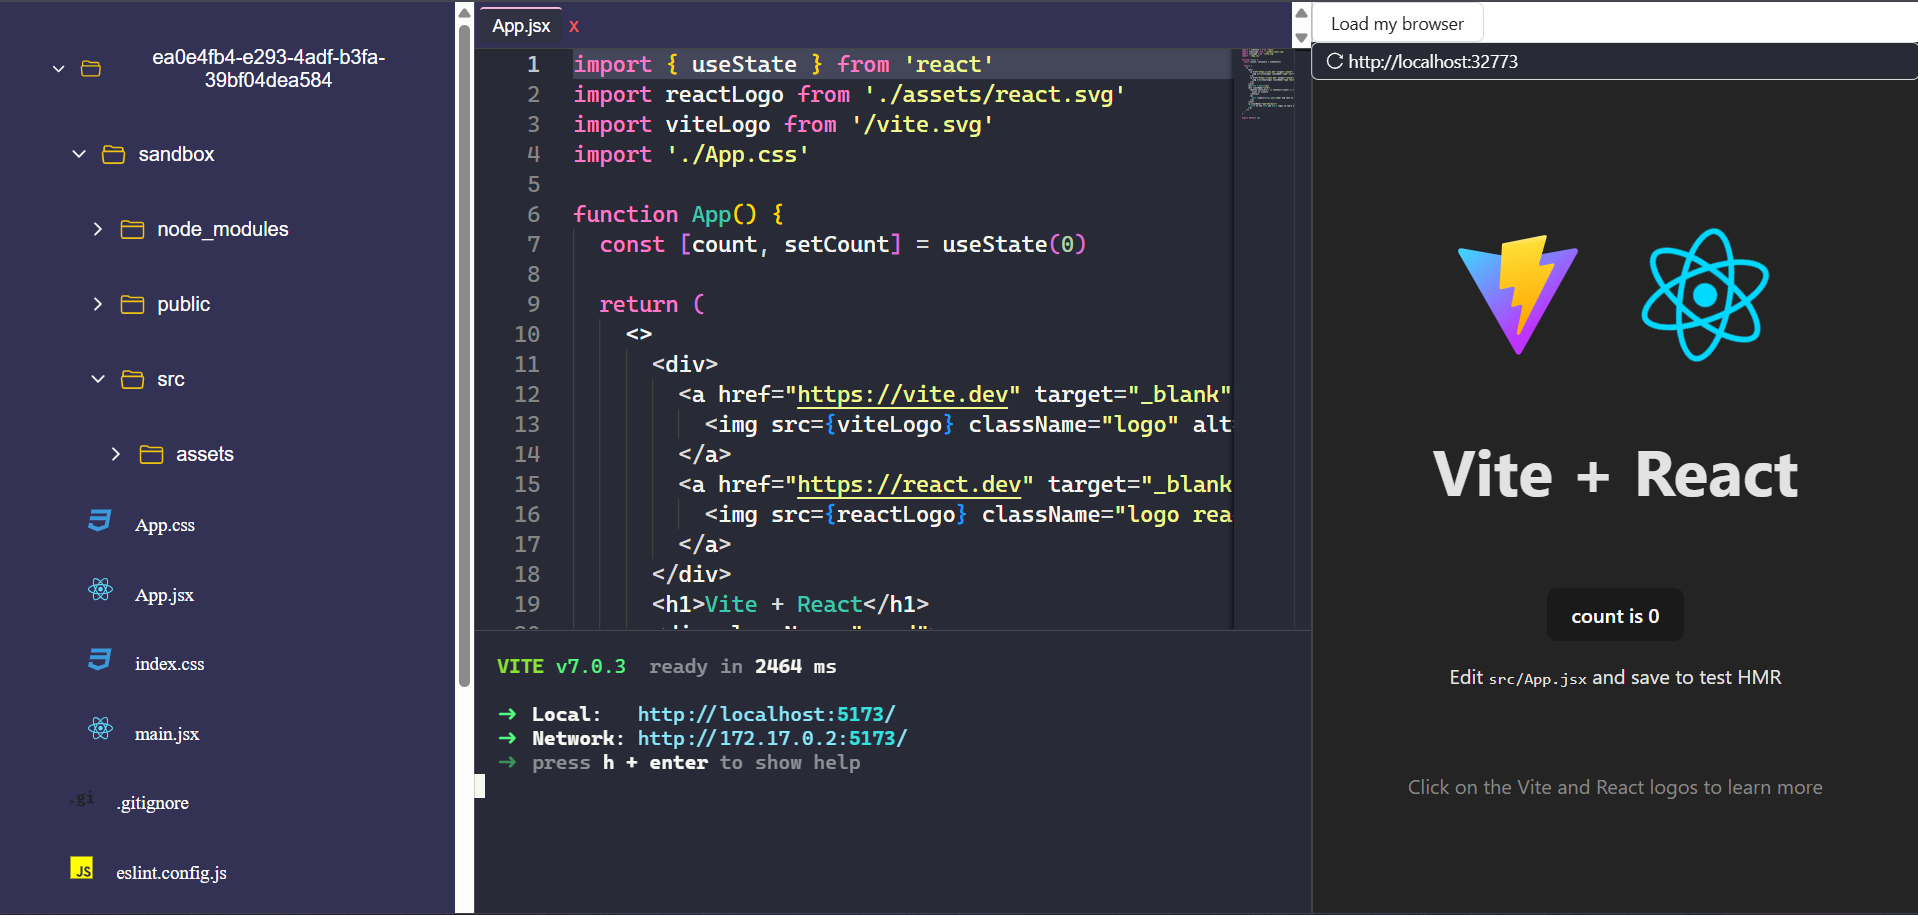 ea0e4fb4-e293-4adf-b3fa-
39bf04dea584
sandbox
node_modules
public
src
assets
App.css
App.jsx
index.css
main.jsx
.gi
.gitignore
JS
eslint.config.js
App.jsx x
1 import { useState } from 'react'
2 import reactLogo from './assets/react.svg'
3 import viteLogo from '/vite.svg'
4 import './App.css'
5
6 function App() {
7 const [count, setCount] = useState(0)
8
9 return (
10 <>
11 <div>
12 <a href="https://vite.dev" target="_blank"
13 <img src={viteLogo} className="logo" alt
14 </a>
15 <a href="https://react.dev" target="_blank
16 <img src={reactLogo} className="logo rea
17 </a>
18 </div>
19 <h1>Vite + React</h1>
VITE v7.0.3 ready in 2464 ms
➜ Local: http://localhost:5173/
➜ Network: http://172.17.0.2:5173/
➜ press h + enter to show help
Load my browser
http://localhost:32773
Vite + React
count is 0
Edit src/App.jsx and save to test HMR
Click on the Vite and React logos to learn more